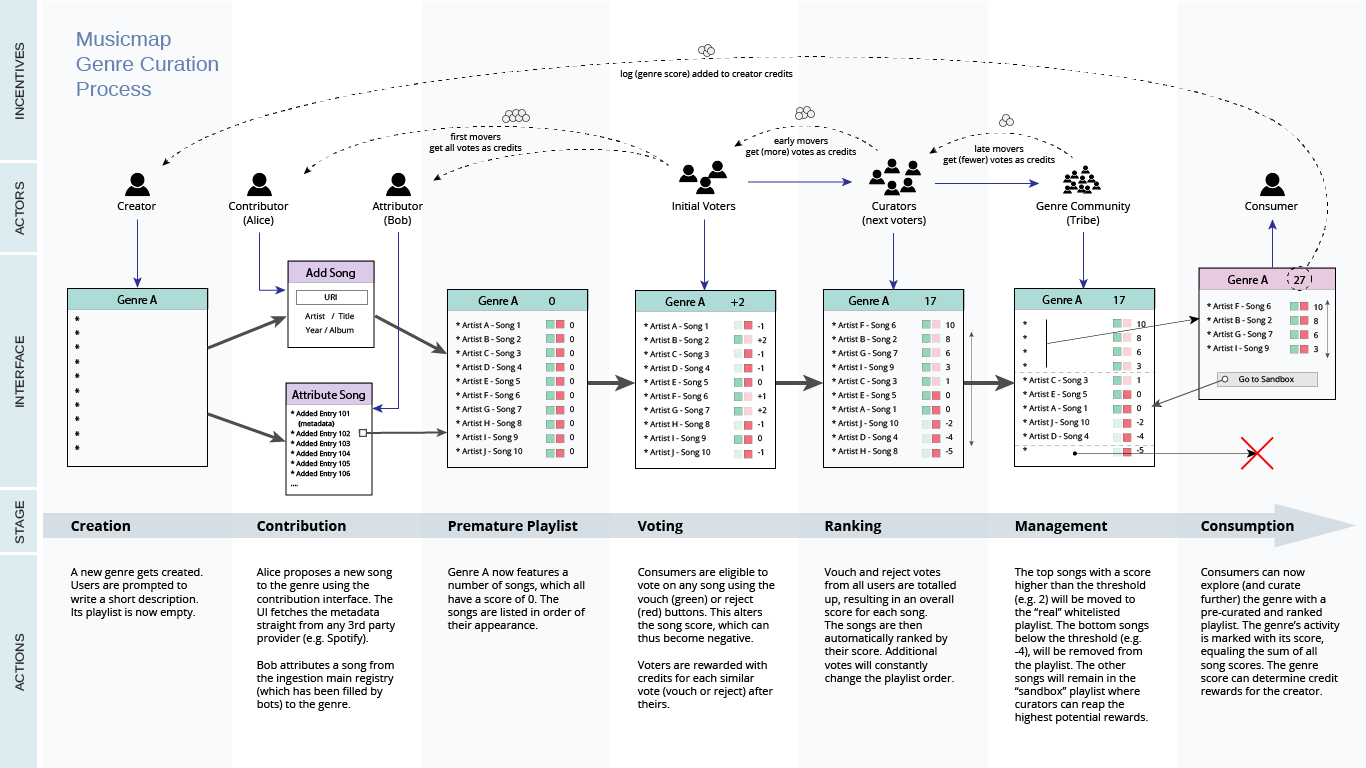 Musicmap
Genre Curation
Process
INCENTIVES
log (genre score) added to creator credits
first movers
get all votes as credits
early movers
get (more) votes as credits
late movers
get (fewer) votes as credits
ACTORS
Creator
Contributor
(Alice)
Attributor
(Bob)
Initial Voters
Curators
(next voters)
Genre Community
(Tribe)
Consumer
INTERFACE
Genre A
*
*
*
*
*
*
*
*
*
*
Add Song
URI
Artist / Title
Year / Album
Attribute Song
* Added Entry 101
(metadata)
* Added Entry 102
* Added Entry 103
* Added Entry 104
* Added Entry 105
* Added Entry 106
....
Genre A 0
* Artist A - Song 1 0
* Artist B - Song 2 0
* Artist C - Song 3 0
* Artist D - Song 4 0
* Artist E - Song 5 0
* Artist F - Song 6 0
* Artist G - Song 7 0
* Artist H - Song 8 0
* Artist I - Song 9 0
* Artist J - Song 10 0
Genre A +2
* Artist A - Song 1 -1
* Artist B - Song 2 +2
* Artist C - Song 3 -1
* Artist D - Song 4 -1
* Artist E - Song 5 0
* Artist F - Song 6 +1
* Artist G - Song 7 +2
* Artist H - Song 8 -1
* Artist I - Song 9 0
* Artist J - Song 10 -1
Genre A 17
* Artist F - Song 6 10
* Artist B - Song 2 8
* Artist G - Song 7 6
* Artist I - Song 9 3
* Artist C - Song 3 1
* Artist E - Song 5 0
* Artist A - Song 1 0
* Artist J - Song 10 -2
* Artist D - Song 4 -4
* Artist H - Song 8 -5
Genre A 17
* 10
* 8
* 6
* 3
* Artist C - Song 3 1
* Artist E - Song 5 0
* Artist A - Song 1 0
* Artist J - Song 10 -2
* Artist D - Song 4 -4
* -5
Genre A 27
* Artist F - Song 6 10
* Artist B - Song 2 8
* Artist G - Song 7 6
* Artist I - Song 9 3
Go to Sandbox
STAGE
Creation
Contribution
Premature Playlist
Voting
Ranking
Management
Consumption
ACTIONS
A new genre gets created.
Users are prompted to
write a short description.
Its playlist is now empty.
Alice proposes a new song
to the genre using the
contribution interface. The
UI fetches the metadata
straight from any 3rd party
provider (e.g. Spotify).
Bob attributes a song from
the ingestion main registry
(which has been filled by
bots) to the genre.
Genre A now features a
number of songs, which all
have a score of 0. The
songs are listed in order of
their appearance.
Consumers are eligible to
vote on any song using the
vouch (green) or reject
(red) buttons. This alters
the song score, which can
thus become negative.
Voters are rewarded with
credits for each similar
vote (vouch or reject) after
theirs.
Vouch and reject votes
from all users are totalled
up, resulting in an overall
score for each song.
The songs are then
automatically ranked by
their score. Additional
votes will constantly
change the playlist order.
The top songs with a score
higher than the threshold
(e.g. 2) will be moved to
the “real” whitelisted
playlist. The bottom songs
below the threshold (e.g.
-4), will be removed from
the playlist. The other
songs will remain in the
“sandbox” playlist where
curators can reap the
highest potential rewards.
Consumers can now
explore (and curate
further) the genre with a
pre-curated and ranked
playlist. The genre’s activity
is marked with its score,
equaling the sum of all
song scores. The genre
score can determine credit
rewards for the creator.